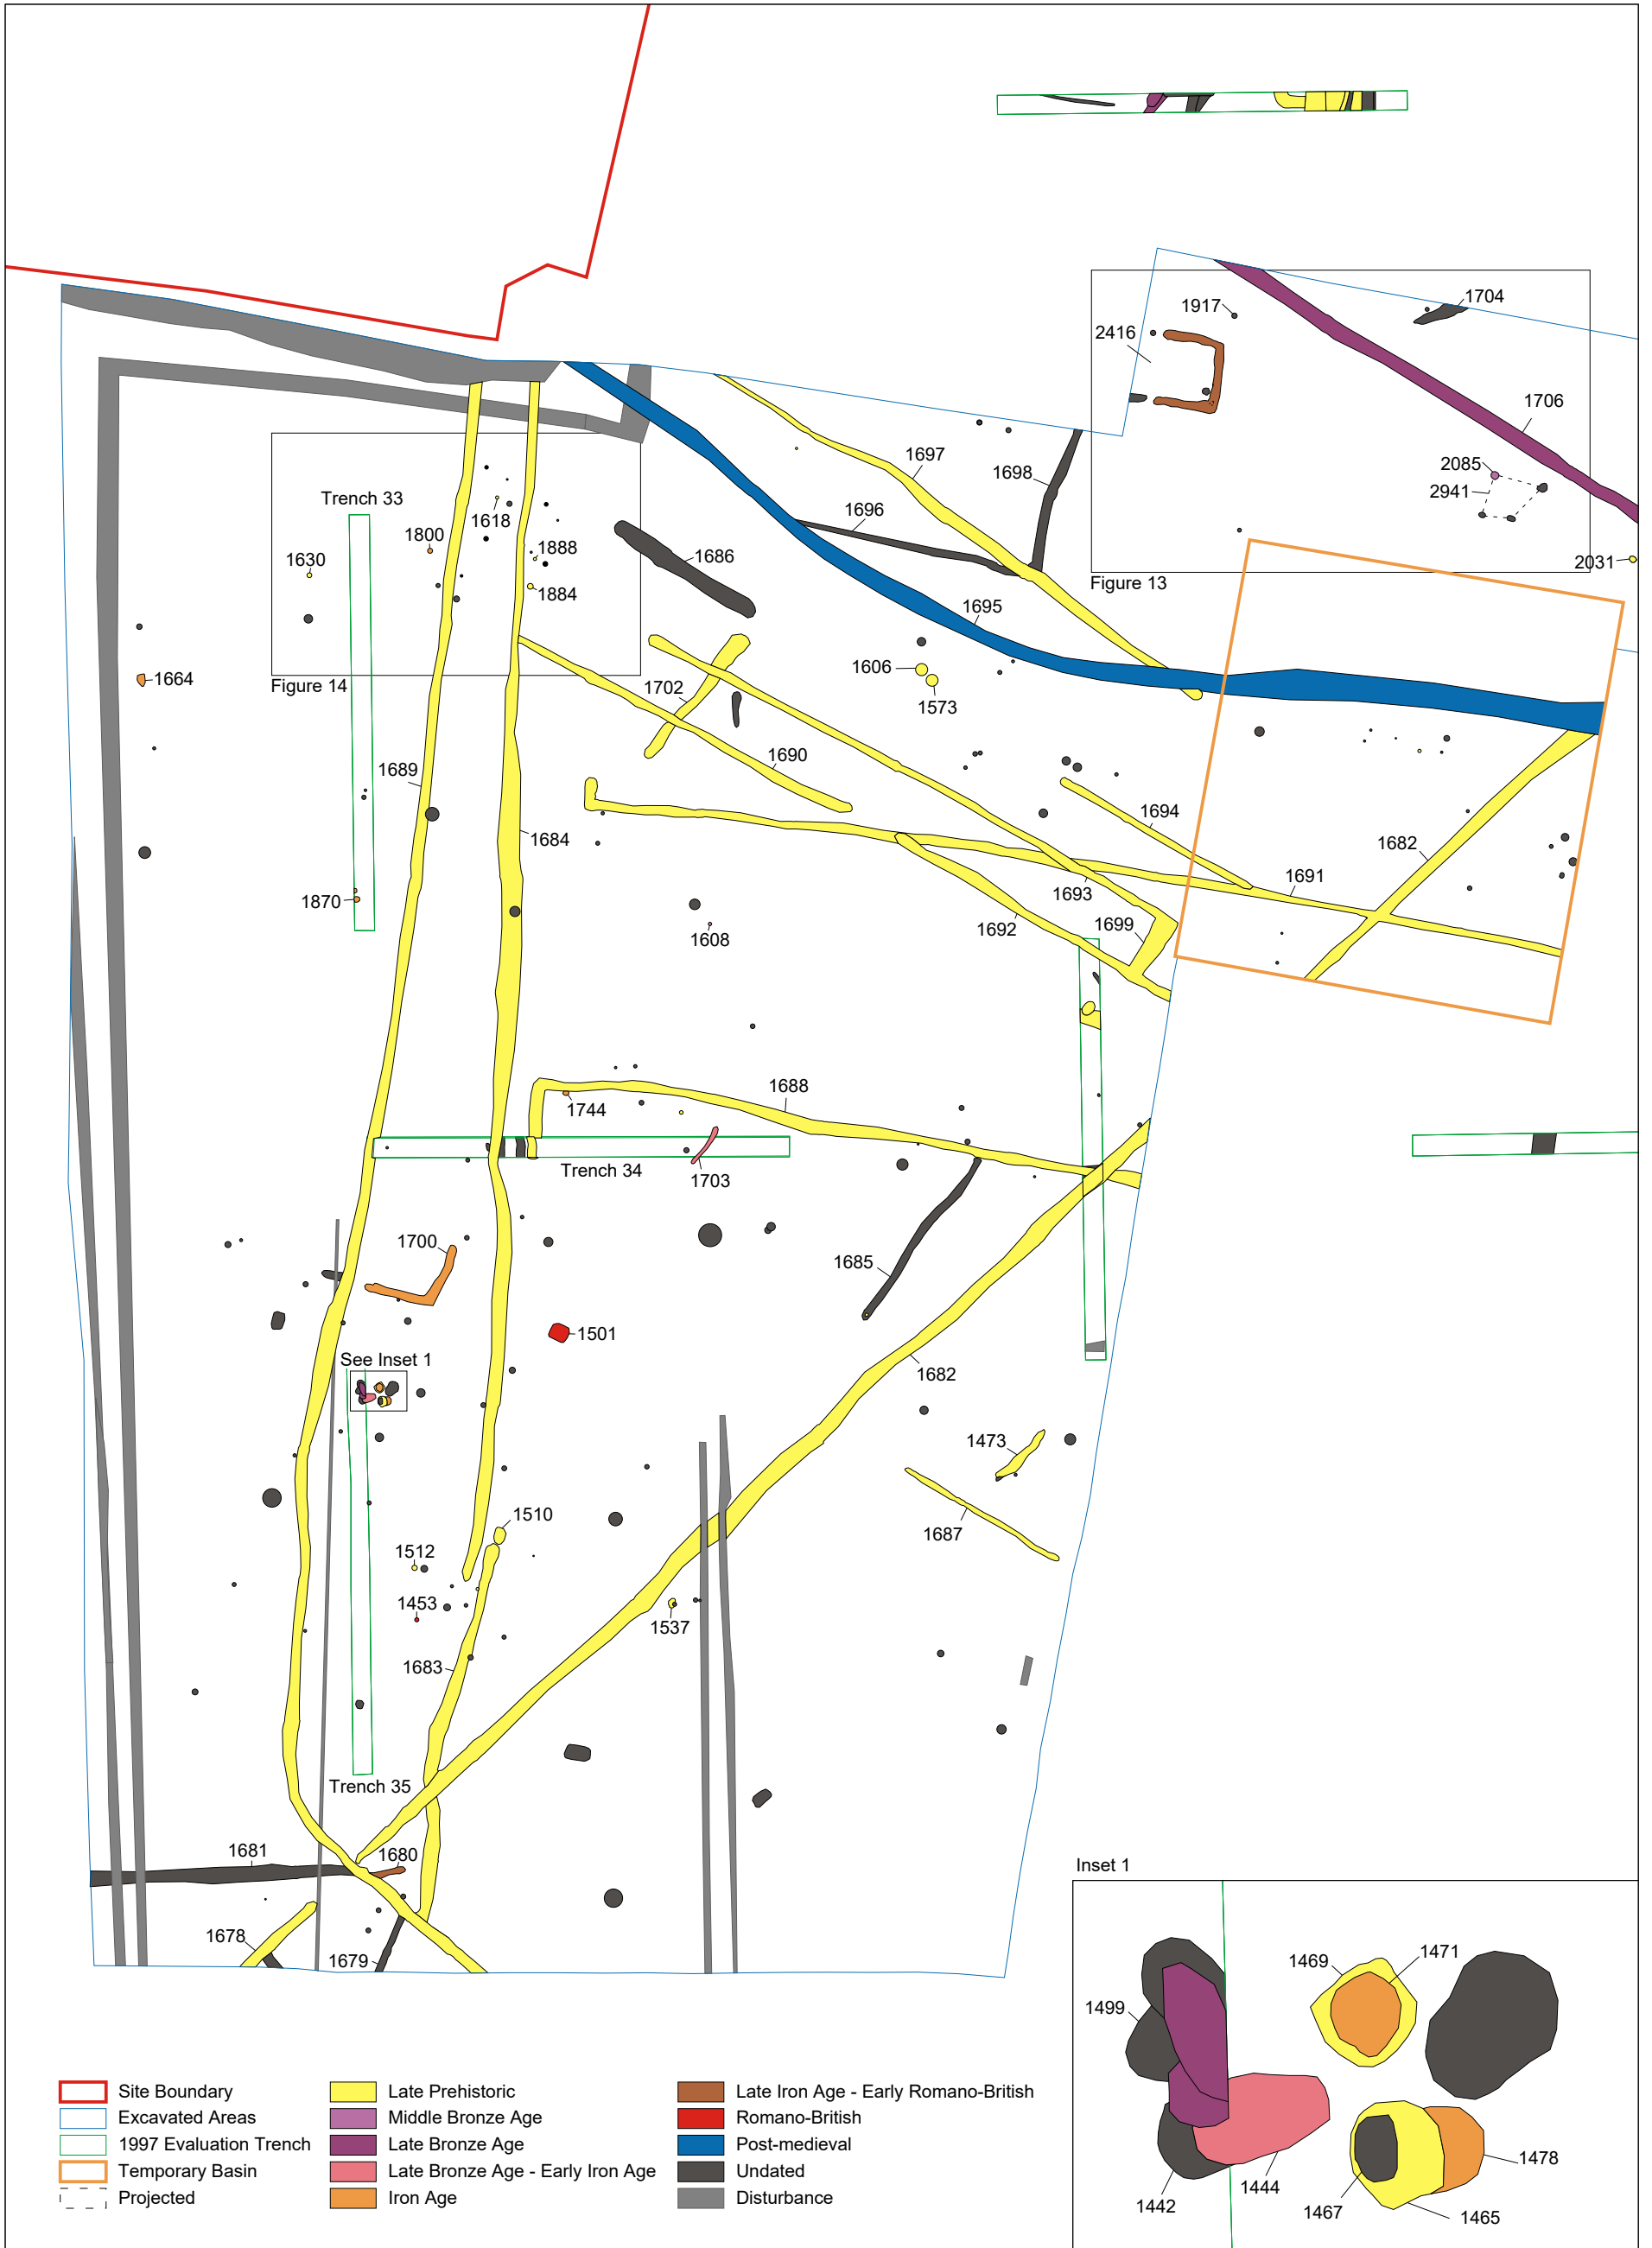 1917
1704
2416
1706
1697
1698
2085
2941
Trench 33
1696
1618
1800
1888
1686
1630
2031
Figure 13
1884
1695
1606
1664
Figure 14
1702
1573
1690
1689
1694
1684
1682
1691
1693
1870
1699
1692
1608
1688
1744
Trench 34
1703
1700
1685
1501
See Inset 1
1682
1473
1510
1687
1512
1453
1537
1683
Trench 35
1681
1680
1678
1679
Inset 1
1469
1471
1499
1478
1444
1442
1467
1465
Site Boundary
Excavated Areas
1997 Evaluation Trench
Temporary Basin
Projected
Late Prehistoric
Middle Bronze Age
Late Bronze Age
Late Bronze Age - Early Iron Age
Iron Age
Late Iron Age - Early Romano-British
Romano-British
Post-medieval
Undated
Disturbance